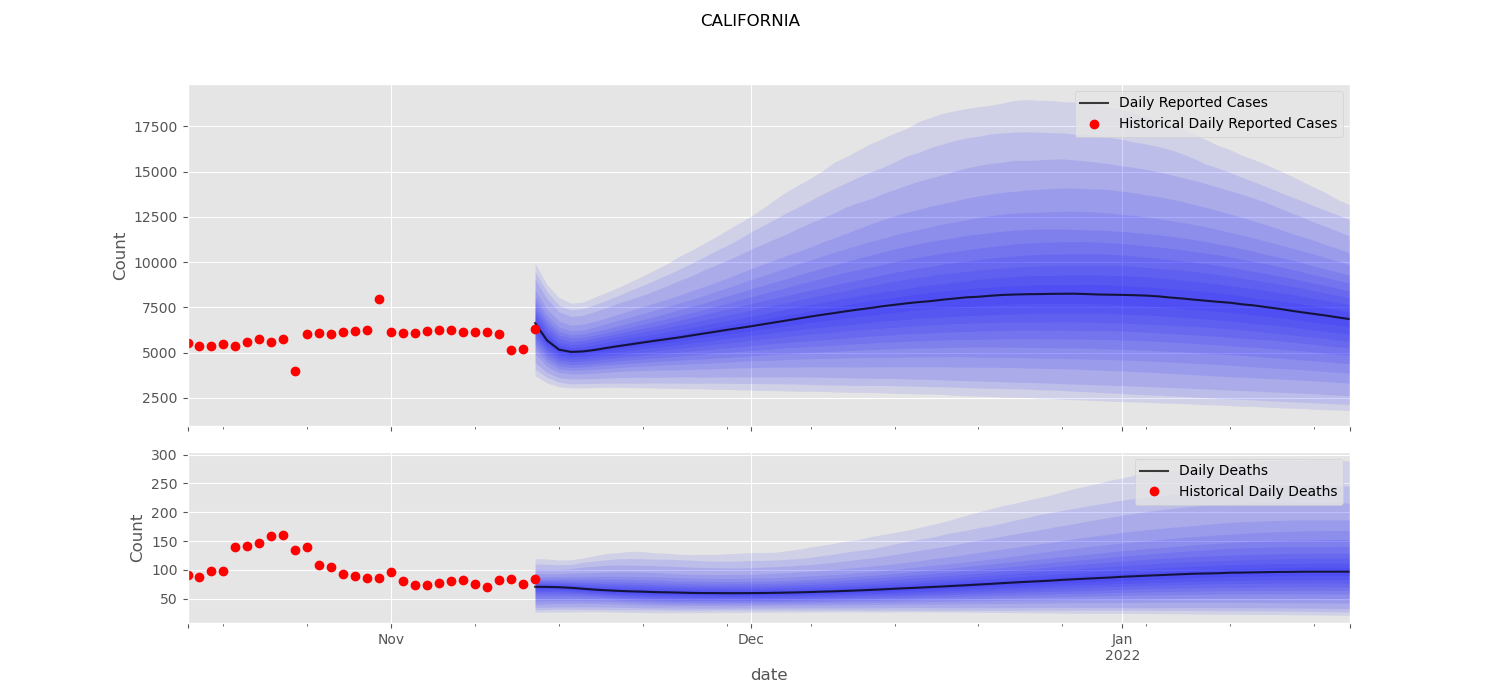 CALIFORNIA
Daily Reported Cases
Historical Daily Reported Cases
17500
15000
12500
10000
7500
5000
2500
Count
Daily Deaths
Historical Daily Deaths
300
250
200
150
100
50
Count
Nov
Dec
Jan
2022
date